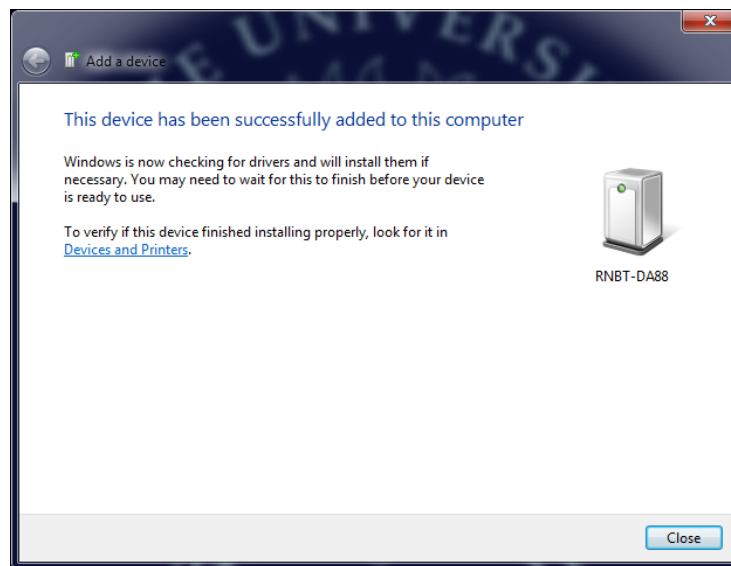 THE UNIVERSI
Add a device
This device has been successfully added to this computer
Windows is now checking for drivers and will install them if
necessary. You may need to wait for this to finish before your device
is ready to use.
To verify if this device finished installing properly, look for it in
Devices and Printers.
RNBT-DA88
Close